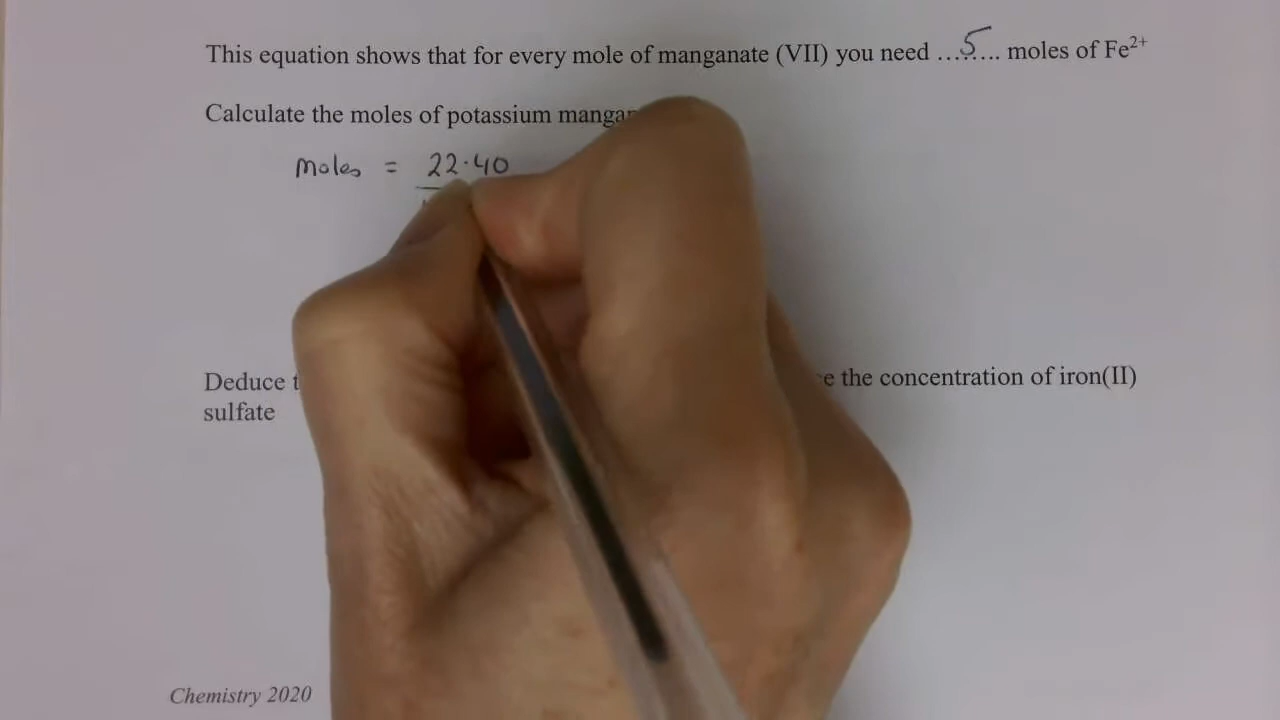 This equation shows that for every mole of manganate (VII) you need ...5.... moles of Fe²⁺
Calculate the moles of potassium
moles = 22.40
Deduce
e the concentration of iron(II)
sulfate
Chemistry 2020